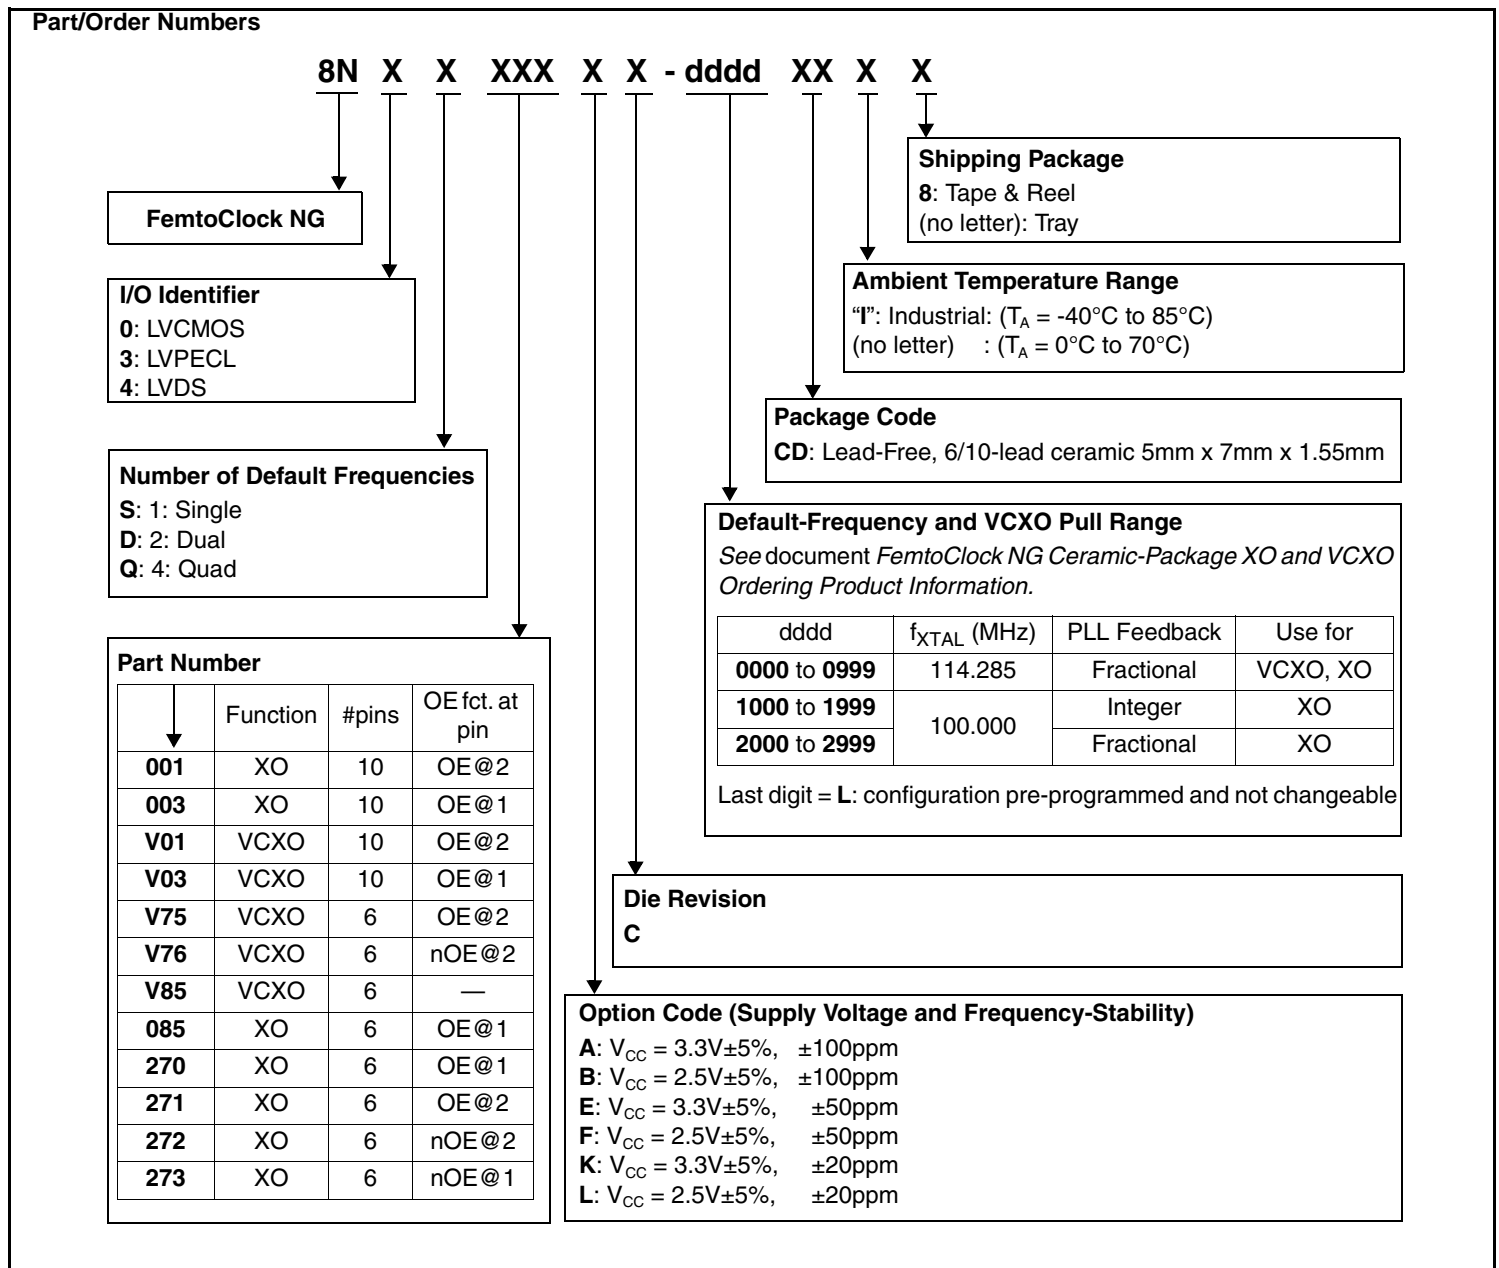 Part/Order Numbers
8N X X XXX X X - dddd XX X X
Shipping Package
8: Tape & Reel
(no letter): Tray
FemtoClock NG
I/O Identifier
0: LVCMOS
3: LVPECL
4: LVDS
Ambient Temperature Range
“I”: Industrial: (TA = -40°C to 85°C)
(no letter) : (TA = 0°C to 70°C)
Package Code
CD: Lead-Free, 6/10-lead ceramic 5mm x 7mm x 1.55mm
Number of Default Frequencies
S: 1: Single
D: 2: Dual
Q: 4: Quad
Default-Frequency and VCXO Pull Range
See document FemtoClock NG Ceramic-Package XO and VCXO
Ordering Product Information.
dddd fXTAL (MHz) PLL Feedback Use for
0000 to 0999 114.285 Fractional VCXO, XO
1000 to 1999 100.000 Integer XO
2000 to 2999 Fractional XO
Last digit = L: configuration pre-programmed and not changeable
Part Number
Function #pins OE fct. at
pin
001 XO 10 OE@2
003 XO 10 OE@1
V01 VCXO 10 OE@2
V03 VCXO 10 OE@1
V75 VCXO 6 OE@2
V76 VCXO 6 nOE@2
V85 VCXO 6 —
085 XO 6 OE@1
270 XO 6 OE@1
271 XO 6 OE@2
272 XO 6 nOE@2
273 XO 6 nOE@1
Die Revision
C
Option Code (Supply Voltage and Frequency-Stability)
A: VCC = 3.3V±5%, ±100ppm
B: VCC = 2.5V±5%, ±100ppm
E: VCC = 3.3V±5%, ±50ppm
F: VCC = 2.5V±5%, ±50ppm
K: VCC = 3.3V±5%, ±20ppm
L: VCC = 2.5V±5%, ±20ppm